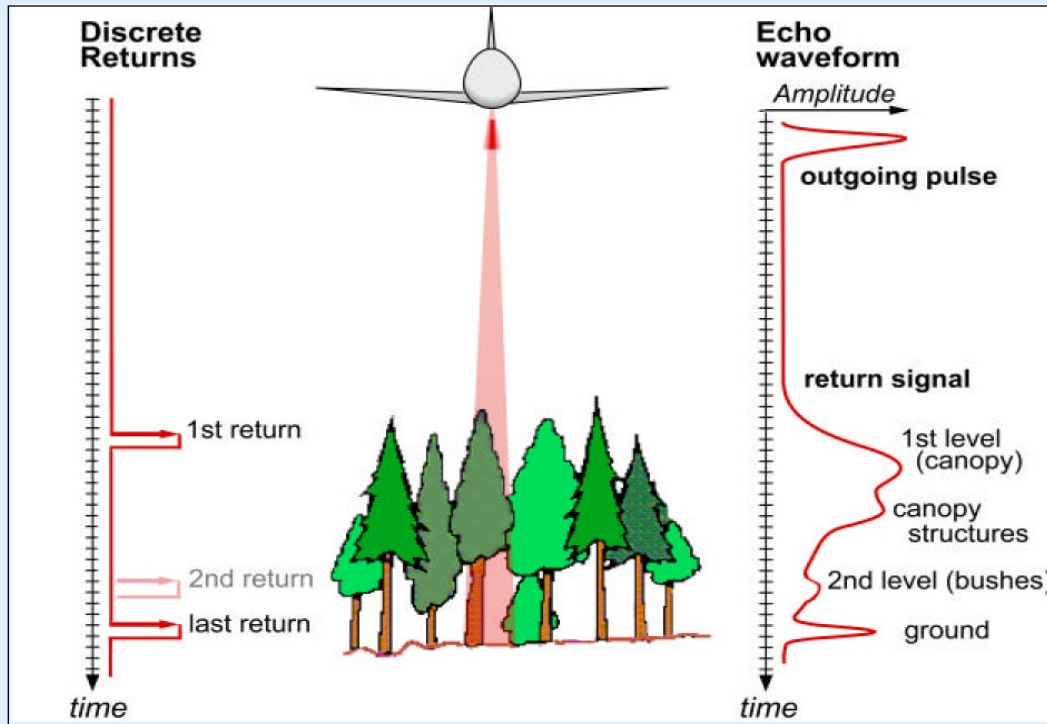 Discrete
Returns
1st return
2nd return
last return
time
Echo
waveform
Amplitude
outgoing pulse
return signal
1st level
(canopy)
canopy
structures
2nd level (bushes)
ground
time